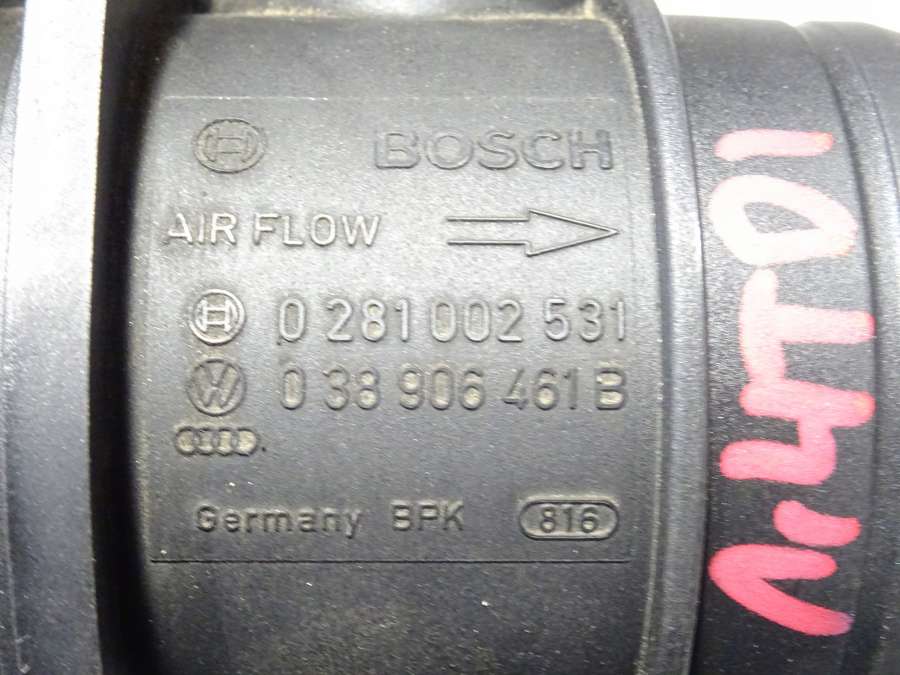 BOSCH
AIR FLOW
0 281 002 531
0 38 906 461 B
Germany BPK 816